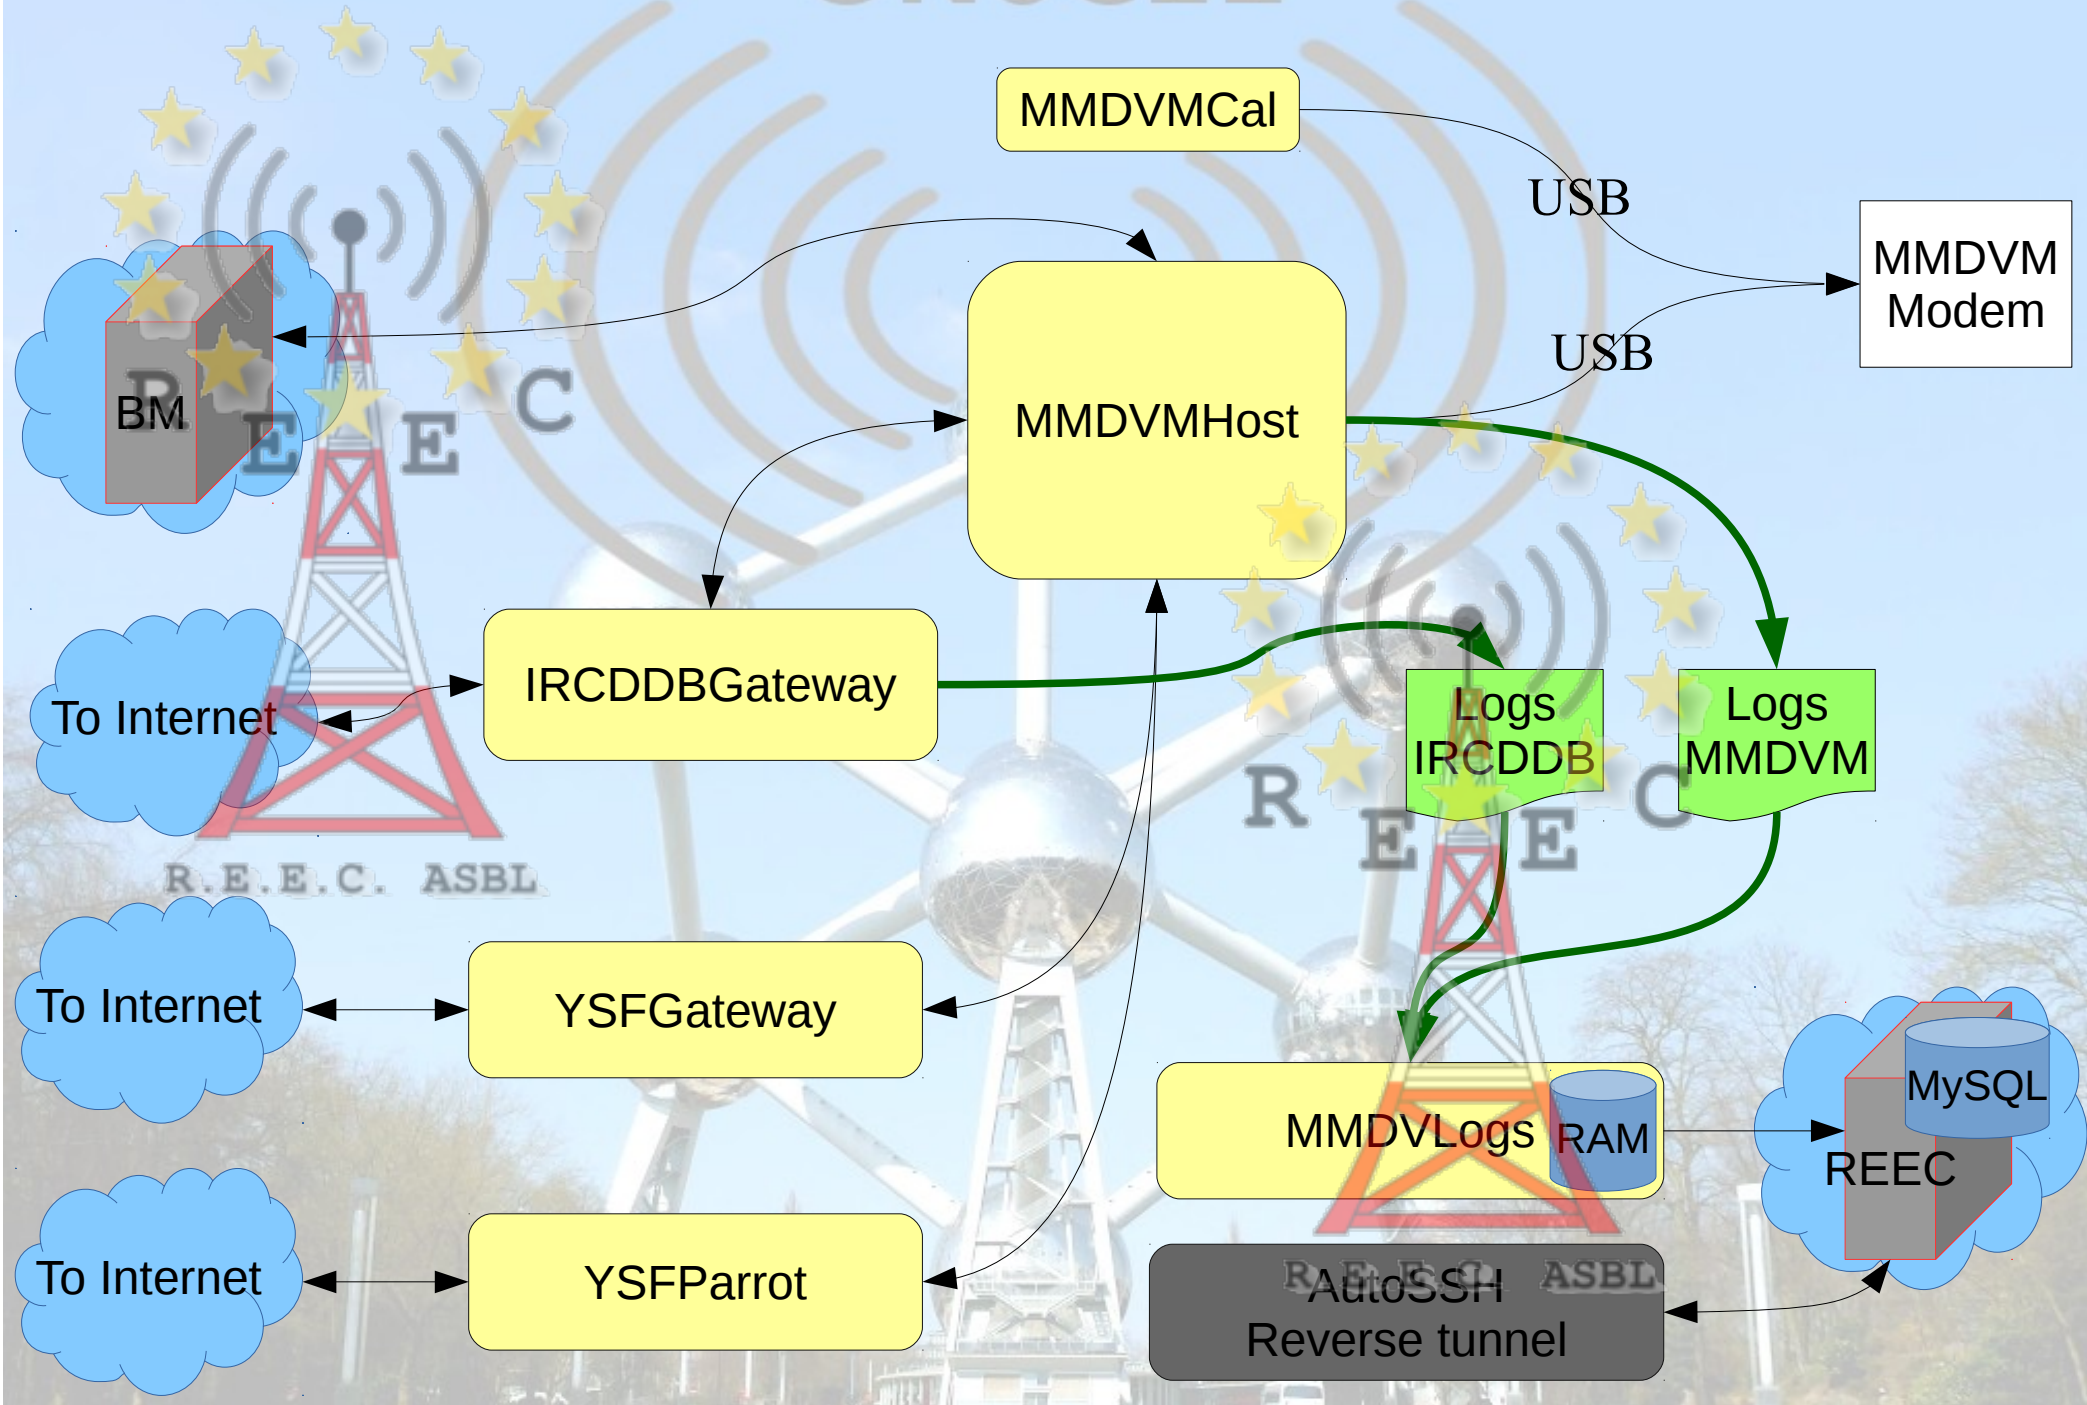 MMDVMCal
USB
MMDVM
Modem
USB
BM
R E E C
MMDVMHost
To Internet
IRCDDBGateway
Logs
IRCDDB
Logs
MMDVM
R E E C
R.E.E.C. ASBL
To Internet
YSFGateway
MMDVLogs
RAM
MySQL
REEC
To Internet
YSFParrot
R.E.E.C. ASBL
AutoSSH
Reverse tunnel